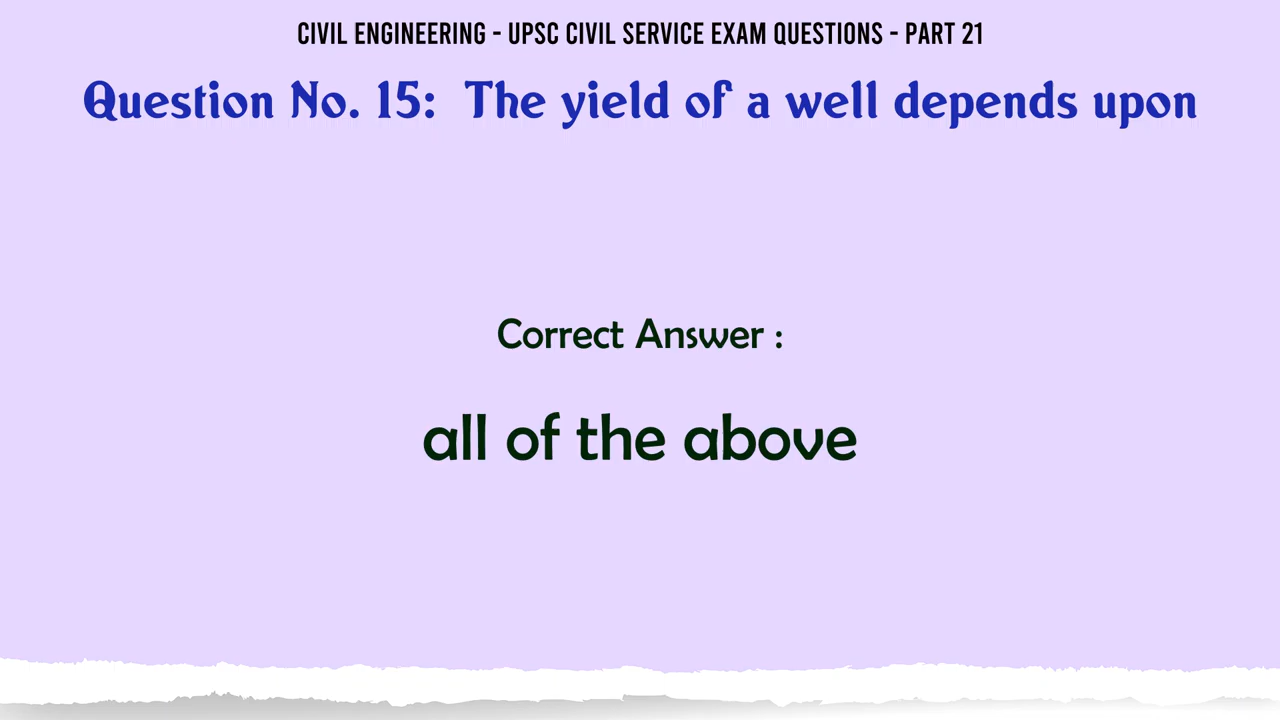 CIVIL ENGINEERING - UPSC CIVIL SERVICE EXAM QUESTIONS - PART 21
Question No. 15: The yield of a well depends upon
Correct Answer :
all of the above